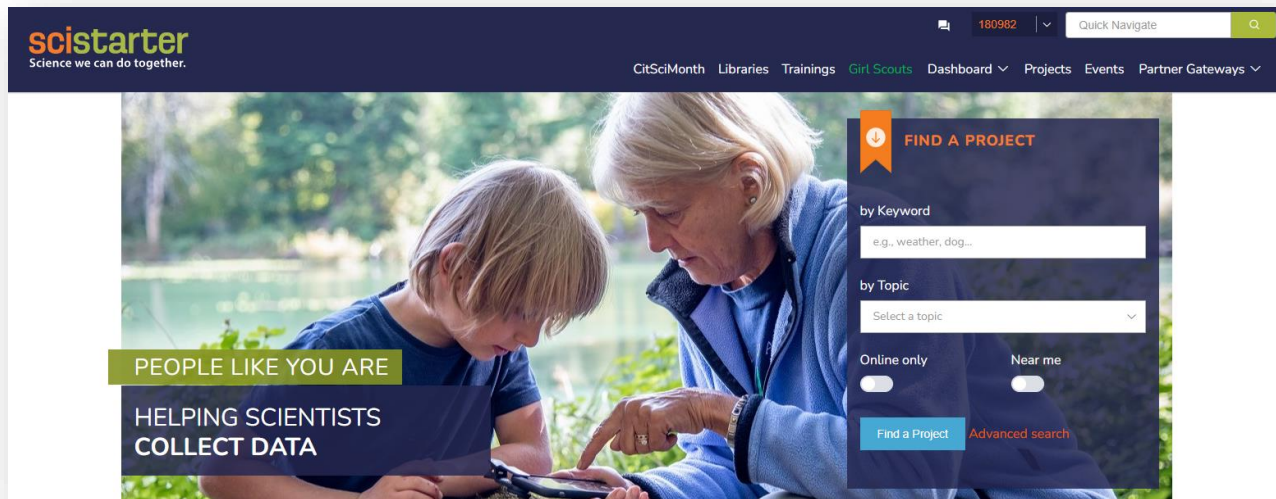 scistarter
Science we can do together.
180982
Quick Navigate
CitSciMonth Libraries Trainings Girl Scouts Dashboard Projects Events Partner Gateways
FIND A PROJECT
by Keyword
e.g., weather, dog...
by Topic
Select a topic
Online only Near me
Find a Project Advanced search
PEOPLE LIKE YOU ARE
HELPING SCIENTISTS
COLLECT DATA